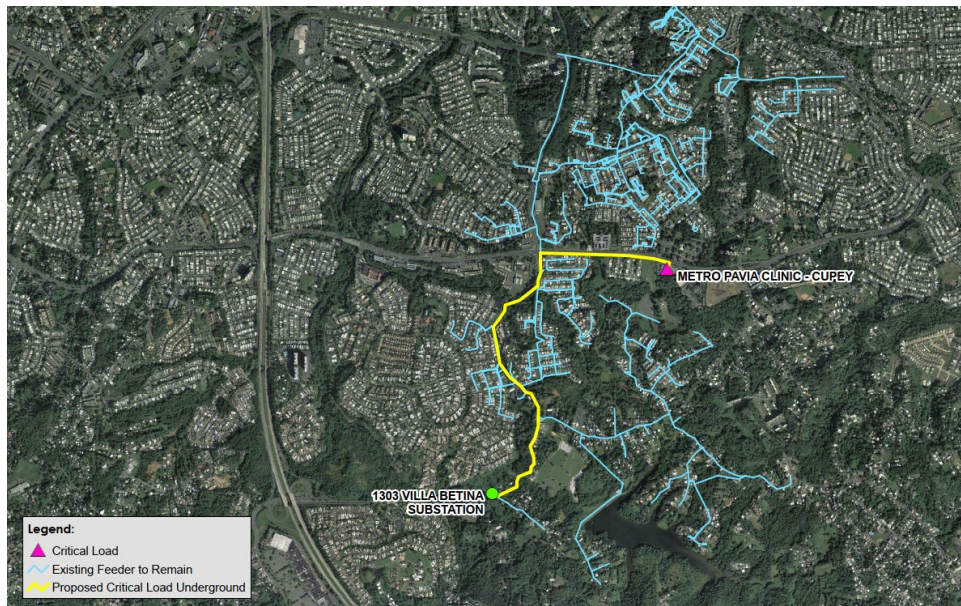 METRO PAVIA CLINIC - CUPEY
1303 VILLA BETINA
SUBSTATION
Legend:
Critical Load
Existing Feeder to Remain
Proposed Critical Load Underground